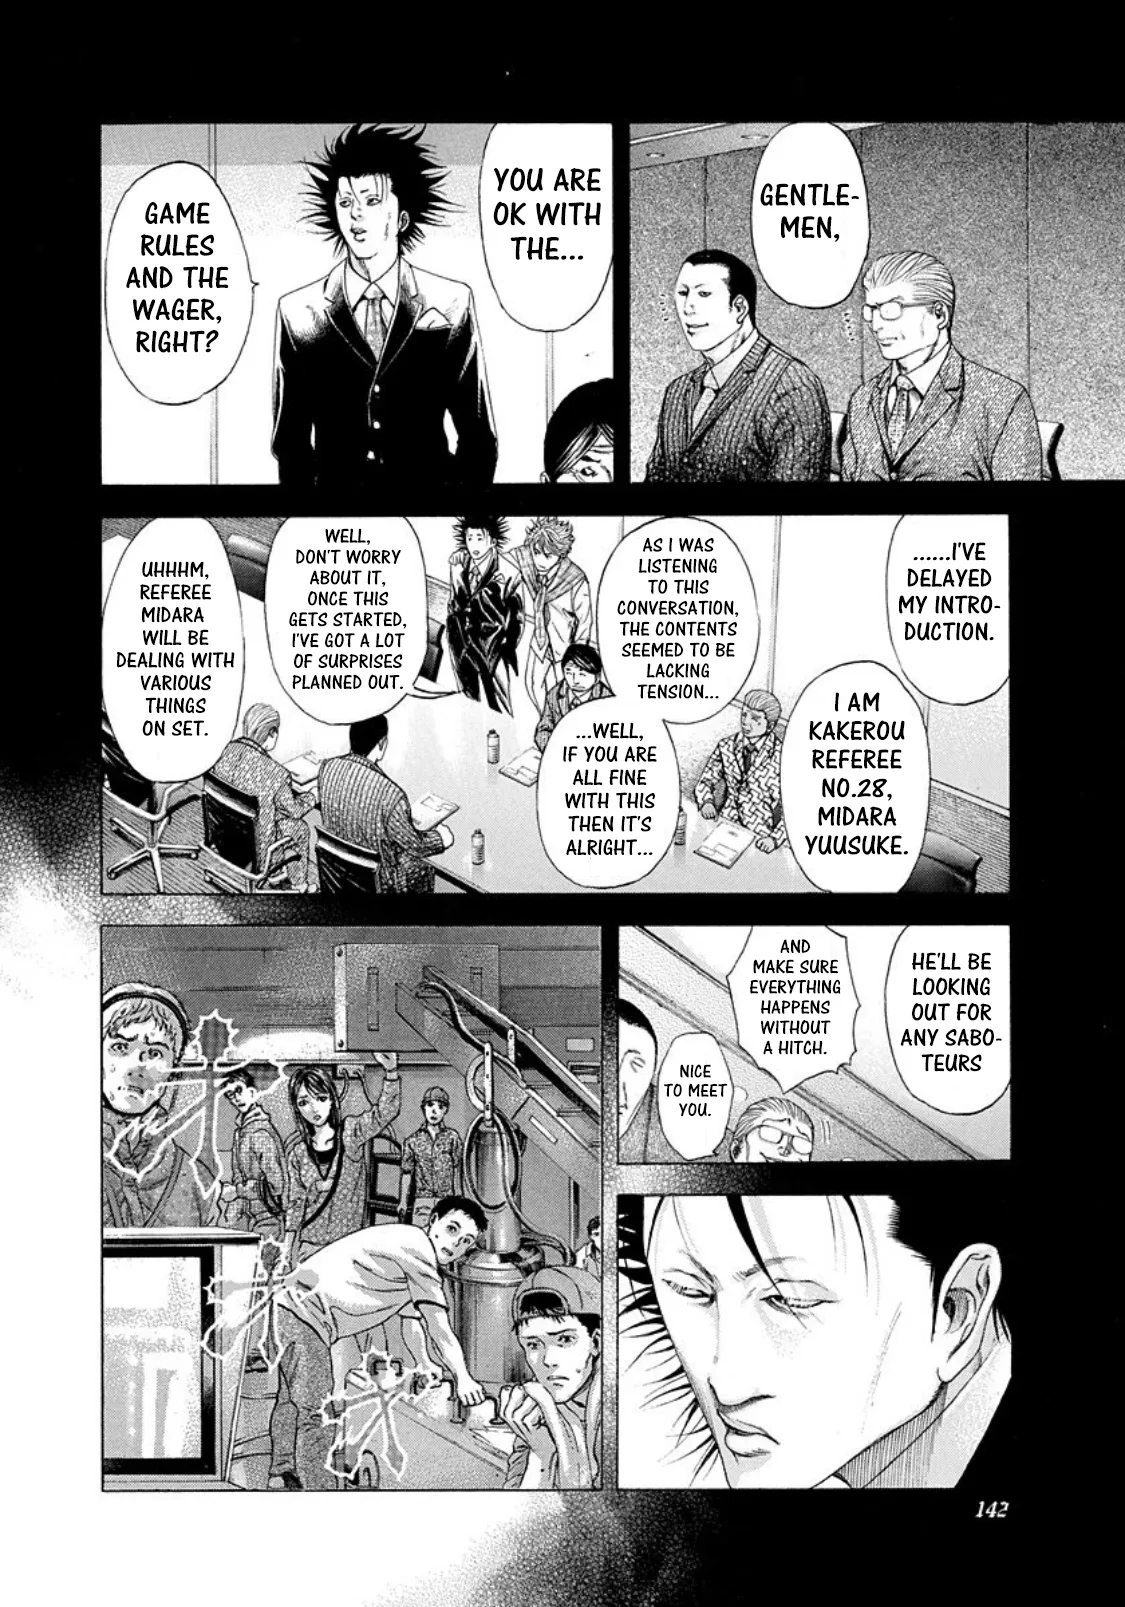 GENTLE-
MEN,
YOU ARE
OK WITH
THE...
GAME
RULES
AND THE
WAGER,
RIGHT?
......I'VE
DELAYED
MY INTRO-
DUCTION.
I AM
KAKEROU
REFEREE
NO.28,
MIDARA
YUUSUKE.
AS I WAS
LISTENING
TO THIS
CONVERSATION,
THE CONTENTS
SEEMED TO BE
LACKING
TENSION...
...WELL,
IF YOU ARE
ALL FINE
WITH THIS
THEN IT'S
ALRIGHT...
WELL,
DON'T WORRY
ABOUT IT,
ONCE THIS
GETS STARTED,
I'VE GOT A LOT
OF SURPRISES
PLANNED OUT.
UHHHM,
REFEREE
MIDARA
WILL BE
DEALING WITH
VARIOUS
THINGS
ON SET.
HE'LL BE
LOOKING
OUT FOR
ANY SABO-
TEURS
AND
MAKE SURE
EVERYTHING
HAPPENS
WITHOUT
A HITCH.
NICE
TO MEET
YOU.
142